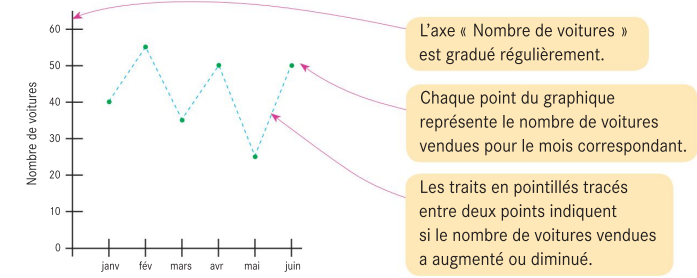 L'axe « Nombre de voitures »
est gradué régulièrement.
Chaque point du graphique
représente le nombre de voitures
vendues pour le mois correspondant.
Les traits en pointillés tracés
entre deux points indiquent
si le nombre de voitures vendues
a augmenté ou diminué.
Nombre de voitures
60
50
40
30
20
10
0
janv fév mars avr mai juin